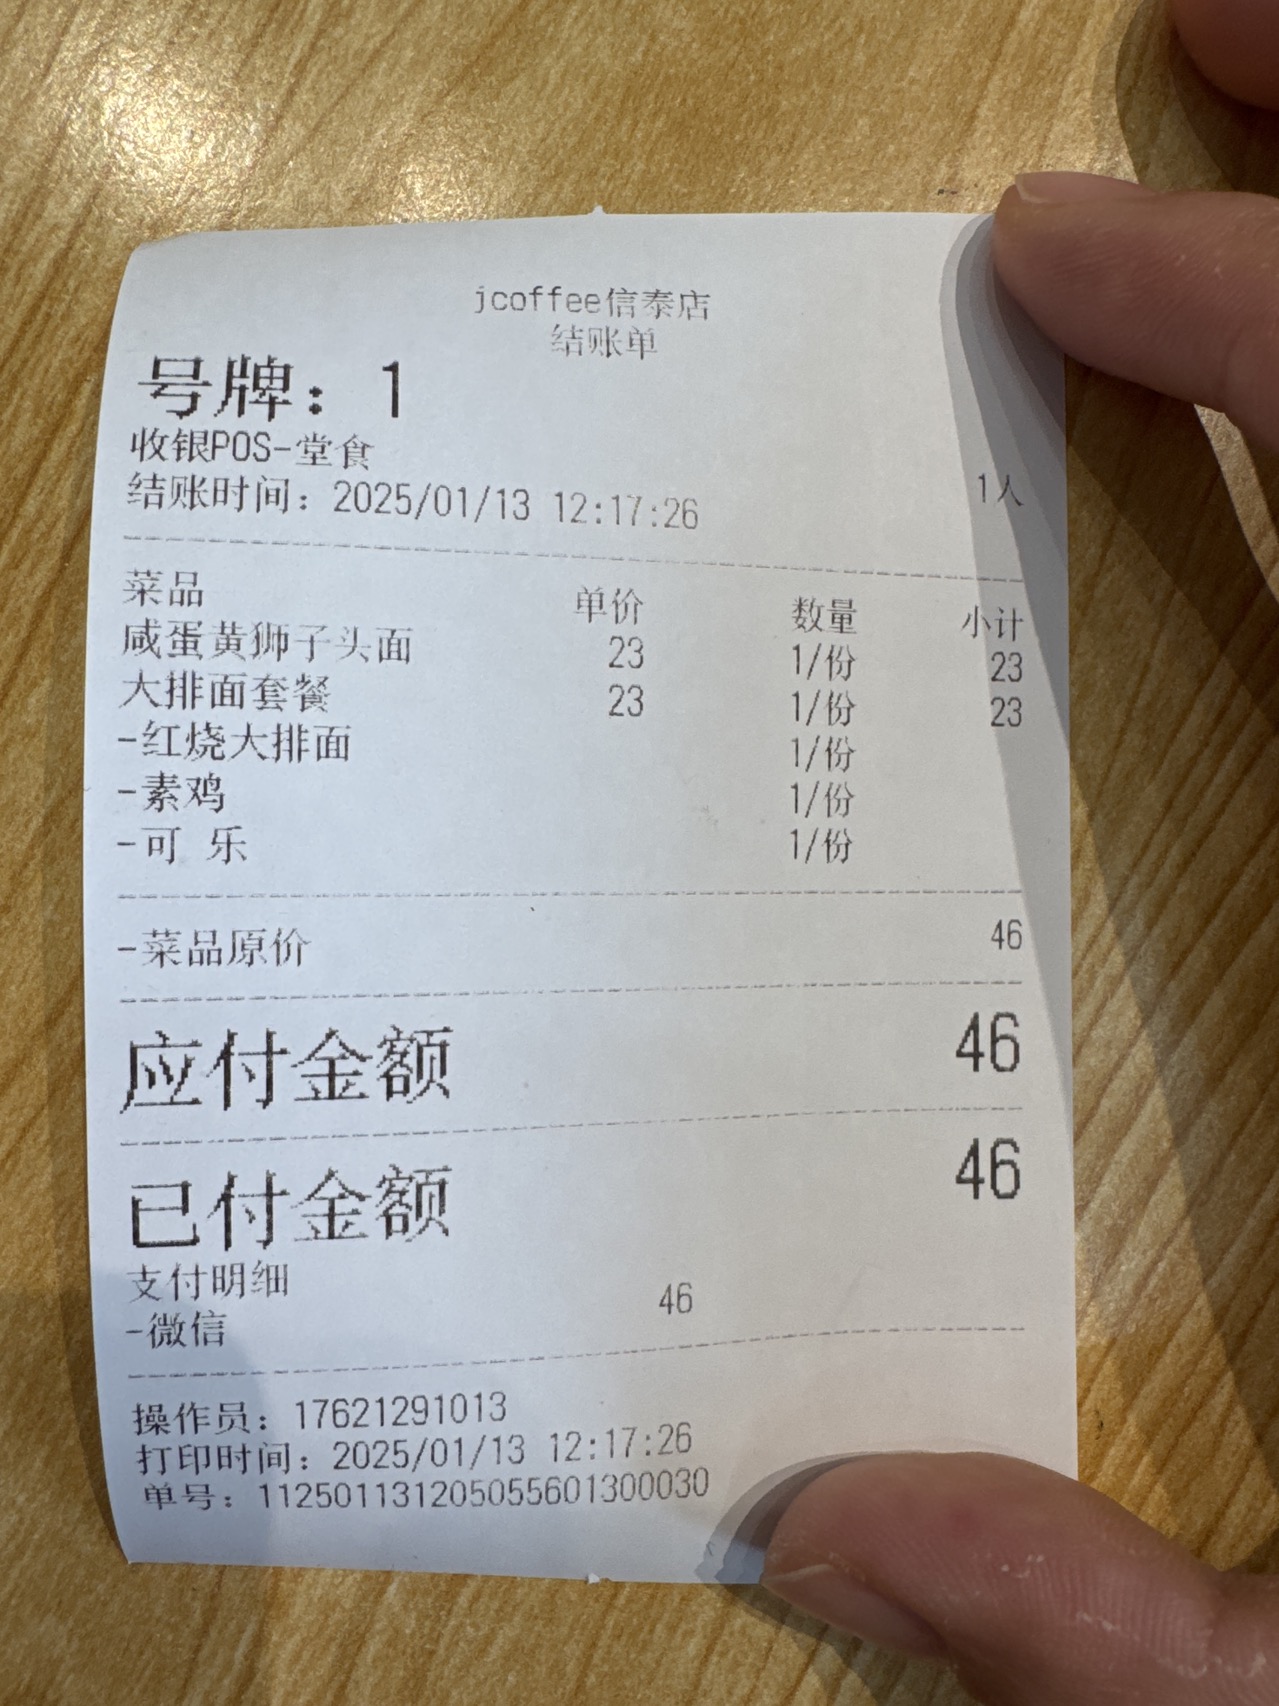 jcoffee信泰店
结账单
号牌：1
收银POS-堂食
结账时间：2025/01/13 12:17:26 1人
菜品 单价 数量 小计
咸蛋黄狮子头面 23 1/份 23
大排面套餐 23 1/份 23
-红烧大排面 1/份
-素鸡 1/份
-可 乐 1/份
-菜品原价 46
应付金额 46
已付金额 46
支付明细
-微信 46
操作员：17621291013
打印时间：2025/01/13 12:17:26
单号：112501131205055601300030